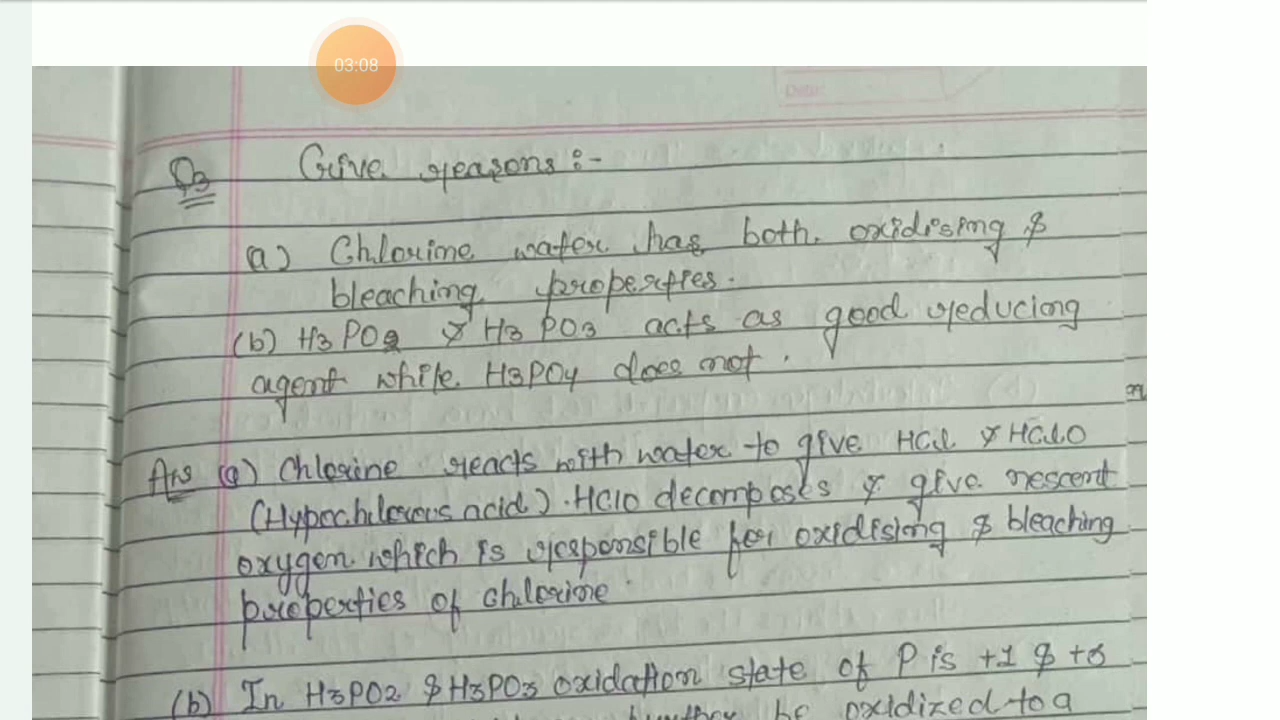 03:08
Date:
Q3 Give reasons :-
a) Chlorine water has both oxidising &
bleaching properties.
(b) H3PO2 & H3PO3 acts as good reducing
agent while H3PO4 does not.
Ans (a) Chlorine reacts with water to give HCl & HClO
(Hypochlorous acid). HClO decomposes & give nescent
oxygen which is responsible for oxidising & bleaching
properties of chlorine
(b) In H3PO2 & H3PO3 oxidation state of P is +1 & +3
be oxidized to a